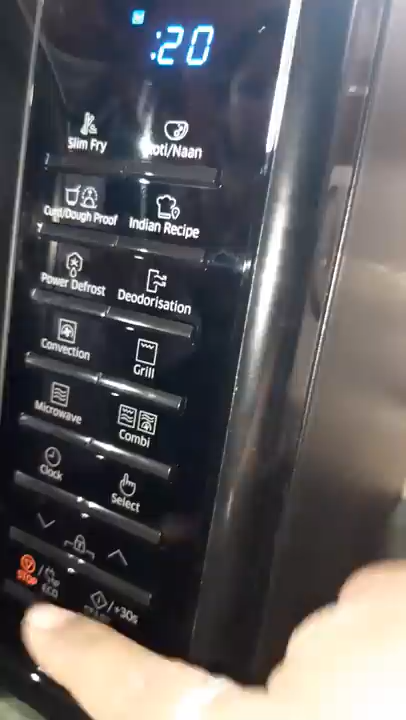 :20
Slim Fry
Roti/Naan
Curd/Dough Proof
Indian Recipe
Power Defrost
Deodorisation
Convection
Grill
Microwave
Combi
Clock
Select
STOP
/
ECO
/+30s